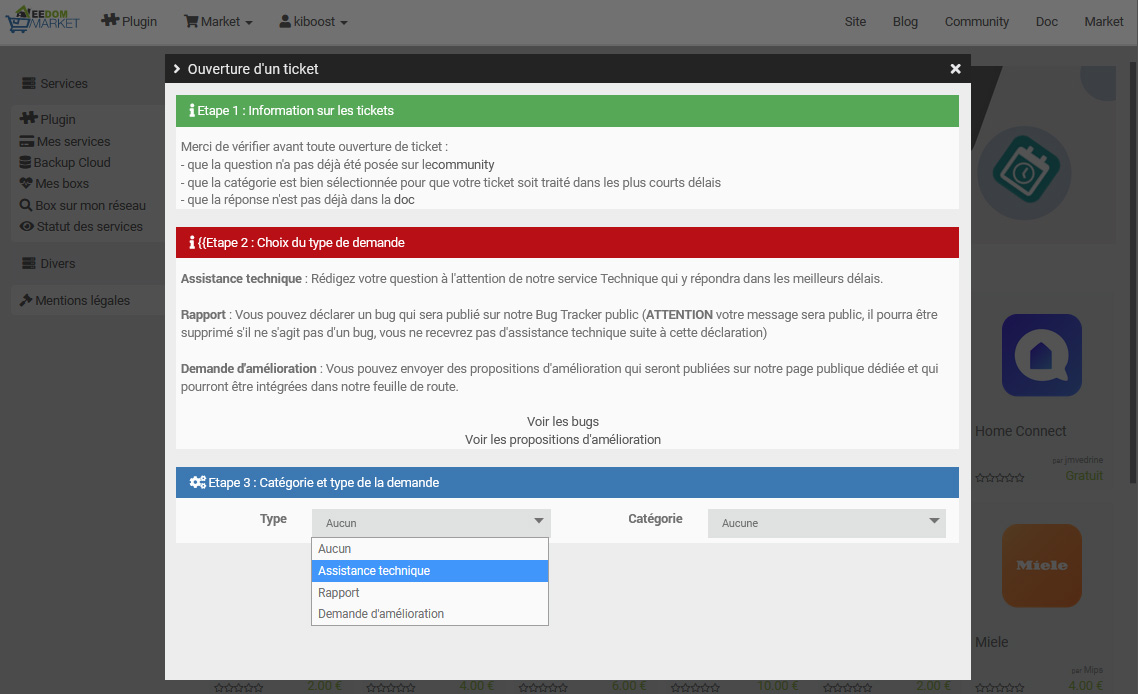 EEDOM
MARKET
Plugin
Market
kiboost
Site
Blog
Community
Doc
Market
Services
Plugin
Mes services
Backup Cloud
Mes boxs
Box sur mon réseau
Statut des services
Divers
Mentions légales
Ouverture d'un ticket
Etape 1 : Information sur les tickets
Merci de vérifier avant toute ouverture de ticket :
- que la question n'a pas déjà été posée sur lecommunity
- que la catégorie est bien sélectionnée pour que votre ticket soit traité dans les plus courts délais
- que la réponse n'est pas déjà dans la doc
{{Etape 2 : Choix du type de demande
Assistance technique : Rédigez votre question à l'attention de notre service Technique qui y répondra dans les meilleurs délais.
Rapport : Vous pouvez déclarer un bug qui sera publié sur notre Bug Tracker public (ATTENTION votre message sera public, il pourra être
supprimé s'il ne s'agit pas d'un bug, vous ne recevrez pas d'assistance technique suite à cette déclaration)
Demande d'amélioration : Vous pouvez envoyer des propositions d'amélioration qui seront publiées sur notre page publique dédiée et qui
pourront être intégrées dans notre feuille de route.
Voir les bugs
Voir les propositions d'amélioration
Etape 3 : Catégorie et type de la demande
Type
Aucun
Catégorie
Aucune
Aucun
Assistance technique
Rapport
Demande d'amélioration
Home Connect
par jmvedrine
Gratuit
Miele
Miele
par Mips
2.00 €
4.00 €
6.00 €
10.00 €
2.00 €
4.00 €